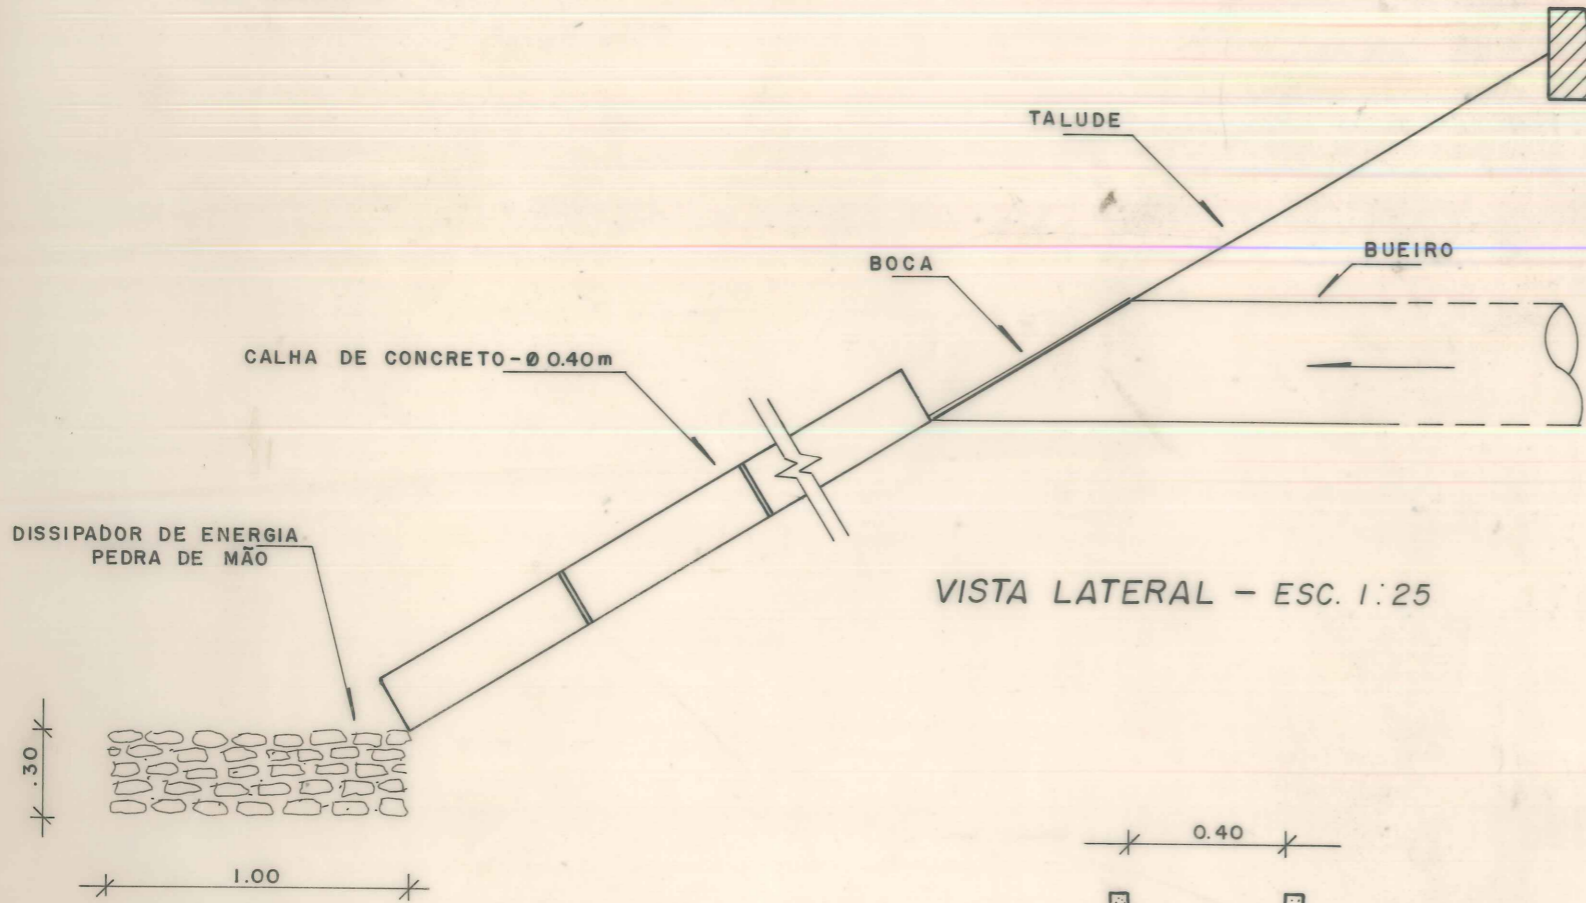 TALUDE
BUEIRO
BOCA
CALHA DE CONCRETO-Ø 0.40m
DISSIPADOR DE ENERGIA
PEDRA DE MÃO
VISTA LATERAL - ESC. 1:25
.30
1.00
0.40